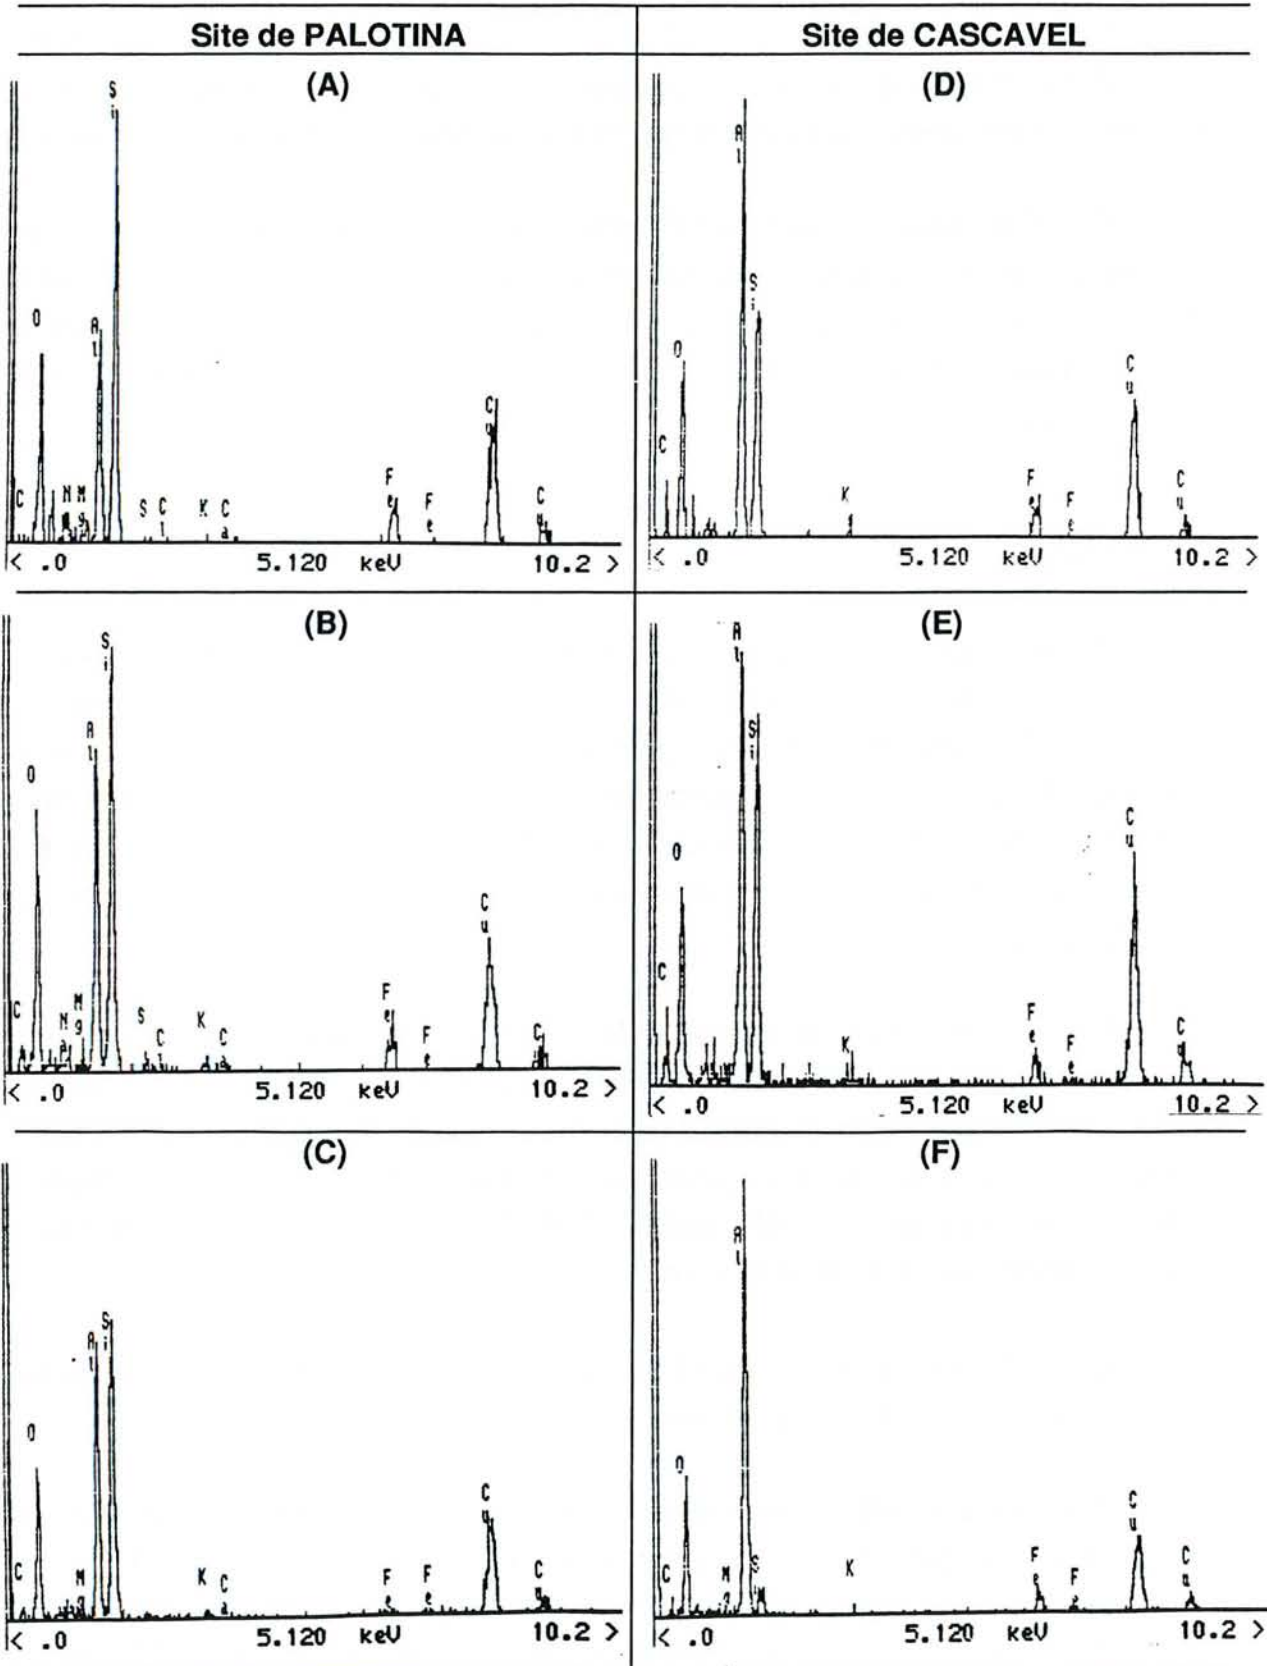 Site de PALOTINA
Site de CASCAVEL
(A)
Si
O
Al
C
Mg
S
Cl
K
Ca
Fe
Fe
Cu
Cu
< .0 5.120 keV 10.2 >
(D)
Al
Si
O
C
K
Fe
Fe
Cu
Cu
< .0 5.120 keV 10.2 >
(B)
Si
Al
O
C
Na
Mg
S
C
K
Ca
Fe
Fe
Cu
C
< .0 5.120 keV 10.2 >
(E)
Al
Si
O
C
K
Fe
Fe
Cu
Cu
< .0 5.120 keV 10.2 >
(C)
Si
Al
O
C
Mg
K
Ca
Fe
Fe
Cu
Cu
< .0 5.120 keV 10.2 >
(F)
Al
O
C
Mg
Si
K
Fe
Fe
Cu
Cu
< .0 5.120 keV 10.2 >